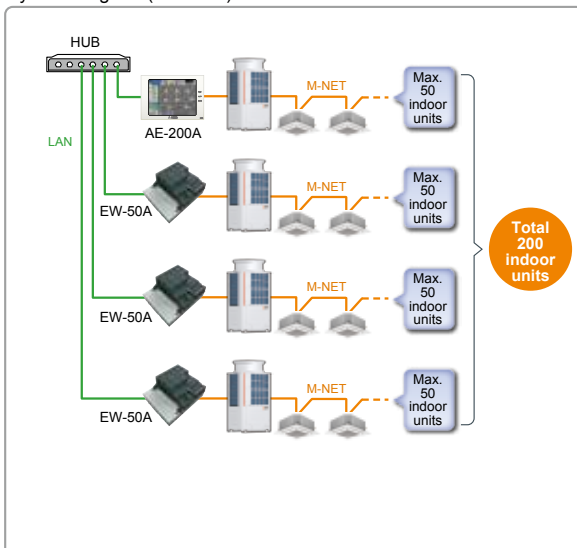 HUB
LAN
AE-200A
M-NET
Max.
50
indoor
units
EW-50A
M-NET
Max.
50
indoor
units
EW-50A
M-NET
Max.
50
indoor
units
EW-50A
M-NET
Max.
50
indoor
units
Total
200
indoor
units